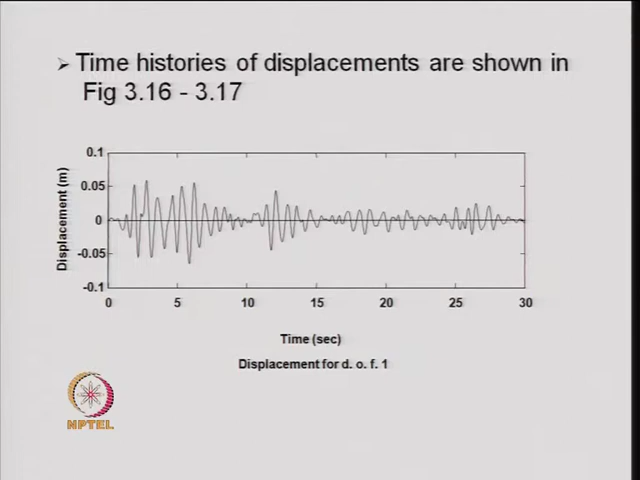 ➢ Time histories of displacements are shown in
Fig 3.16 - 3.17
0.1
0.05
0
-0.05
-0.1
Displacement (m)
0 5 10 15 20 25 30
Time (sec)
Displacement for d. o. f. 1
NPTEL